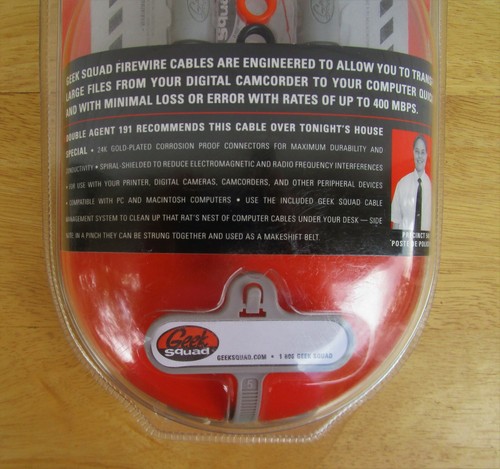 GEEK SQUAD FIREWIRE CABLES ARE ENGINEERED TO ALLOW YOU TO
LARGE FILES FROM YOUR DIGITAL CAMCORDER TO YOUR COMPUTER
AND WITH MINIMAL LOSS OR ERROR WITH RATES OF UP TO 400 MBPS.
DOUBLE AGENT 191 RECOMMENDS THIS CABLE OVER TONIGHT'S HOUSE
SPECIAL • 24K GOLD-PLATED CORROSION PROOF CONNECTORS FOR MAXIMUM DURABILITY AND
CONDUCTIVITY • SPIRAL-SHIELDED TO REDUCE ELECTROMAGNETIC AND RADIO FREQUENCY INTERFERENCES
• FOR USE WITH YOUR PRINTER, DIGITAL CAMERAS, CAMCORDERS, AND OTHER PERIPHERAL DEVICES
• COMPATIBLE WITH PC AND MACINTOSH COMPUTERS • USE THE INCLUDED GEEK SQUAD CABLE
MANAGEMENT SYSTEM TO CLEAN UP THAT RAT'S NEST OF COMPUTER CABLES UNDER YOUR DESK — SIDE
NOTE: IN A PINCH THEY CAN BE STRUNG TOGETHER AND USED AS A MAKESHIFT BELT.
PRECINCT
Geek
squad
GEEKSQUAD.COM • 1 800 GEEK SQUAD